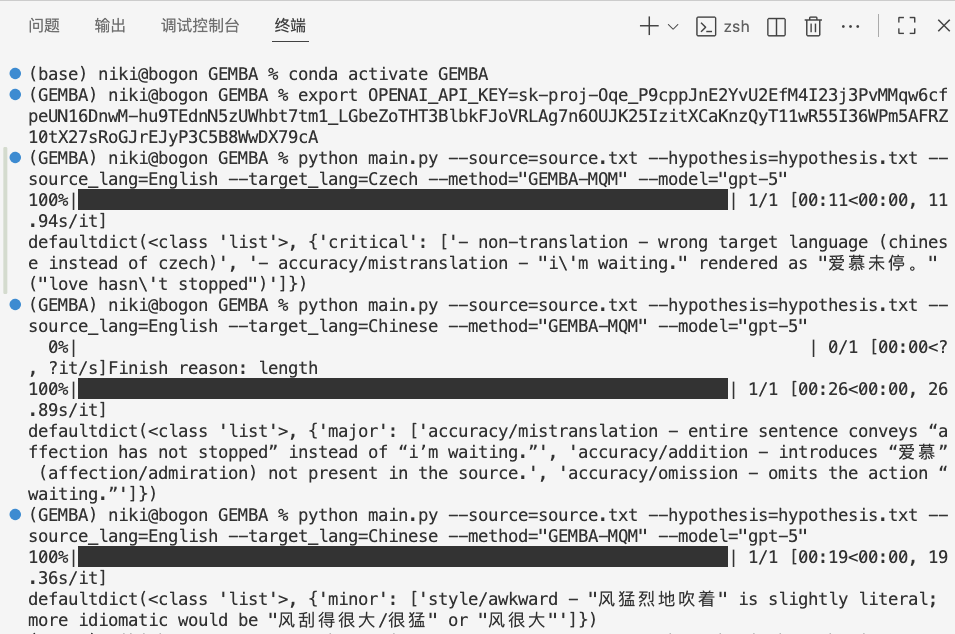 问题 输出 调试控制台 终端 zsh
(base) niki@bogon GEMBA % conda activate GEMBA
(GEMBA) niki@bogon GEMBA % export OPENAI_API_KEY=sk-proj-Oqe_P9cppJnE2YvU2EfM4I23j3PvMMqw6cf
peUN16DnwM-hu9TEdnN5zUWhbt7tm1_LGbeZoTHT3BlbkFJoVRLAg7n6OUJK25IzitXCaKnzQyT11wR55I36WPm5AFRZ
10tX27sRoGJrEJyP3C5B8WwDX79cA
(GEMBA) niki@bogon GEMBA % python main.py --source=source.txt --hypothesis=hypothesis.txt --
source_lang=English --target_lang=Czech --method="GEMBA-MQM" --model="gpt-5"
100%| | 1/1 [00:11<00:00, 11
.94s/it]
defaultdict(<class 'list'>, {'critical': ['- non-translation - wrong target language (chines
e instead of czech)', '- accuracy/mistranslation - "i\'m waiting." rendered as "爱慕未停。"
("love hasn\'t stopped")']})
(GEMBA) niki@bogon GEMBA % python main.py --source=source.txt --hypothesis=hypothesis.txt --
source_lang=English --target_lang=Chinese --method="GEMBA-MQM" --model="gpt-5"
0%| | 0/1 [00:00<?
, ?it/s]Finish reason: length
100%| | 1/1 [00:26<00:00, 26
.89s/it]
defaultdict(<class 'list'>, {'major': ['accuracy/mistranslation – entire sentence conveys “a
ffection has not stopped” instead of “i’m waiting.”', 'accuracy/addition – introduces “爱慕”
(affection/admiration) not present in the source.', 'accuracy/omission – omits the action “
waiting.”']})
(GEMBA) niki@bogon GEMBA % python main.py --source=source.txt --hypothesis=hypothesis.txt --
source_lang=English --target_lang=Chinese --method="GEMBA-MQM" --model="gpt-5"
100%| | 1/1 [00:19<00:00, 19
.36s/it]
defaultdict(<class 'list'>, {'minor': ['style/awkward - "风猛烈地吹着" is slightly literal;
more idiomatic would be "风刮得很大/很猛" or "风很大"']})